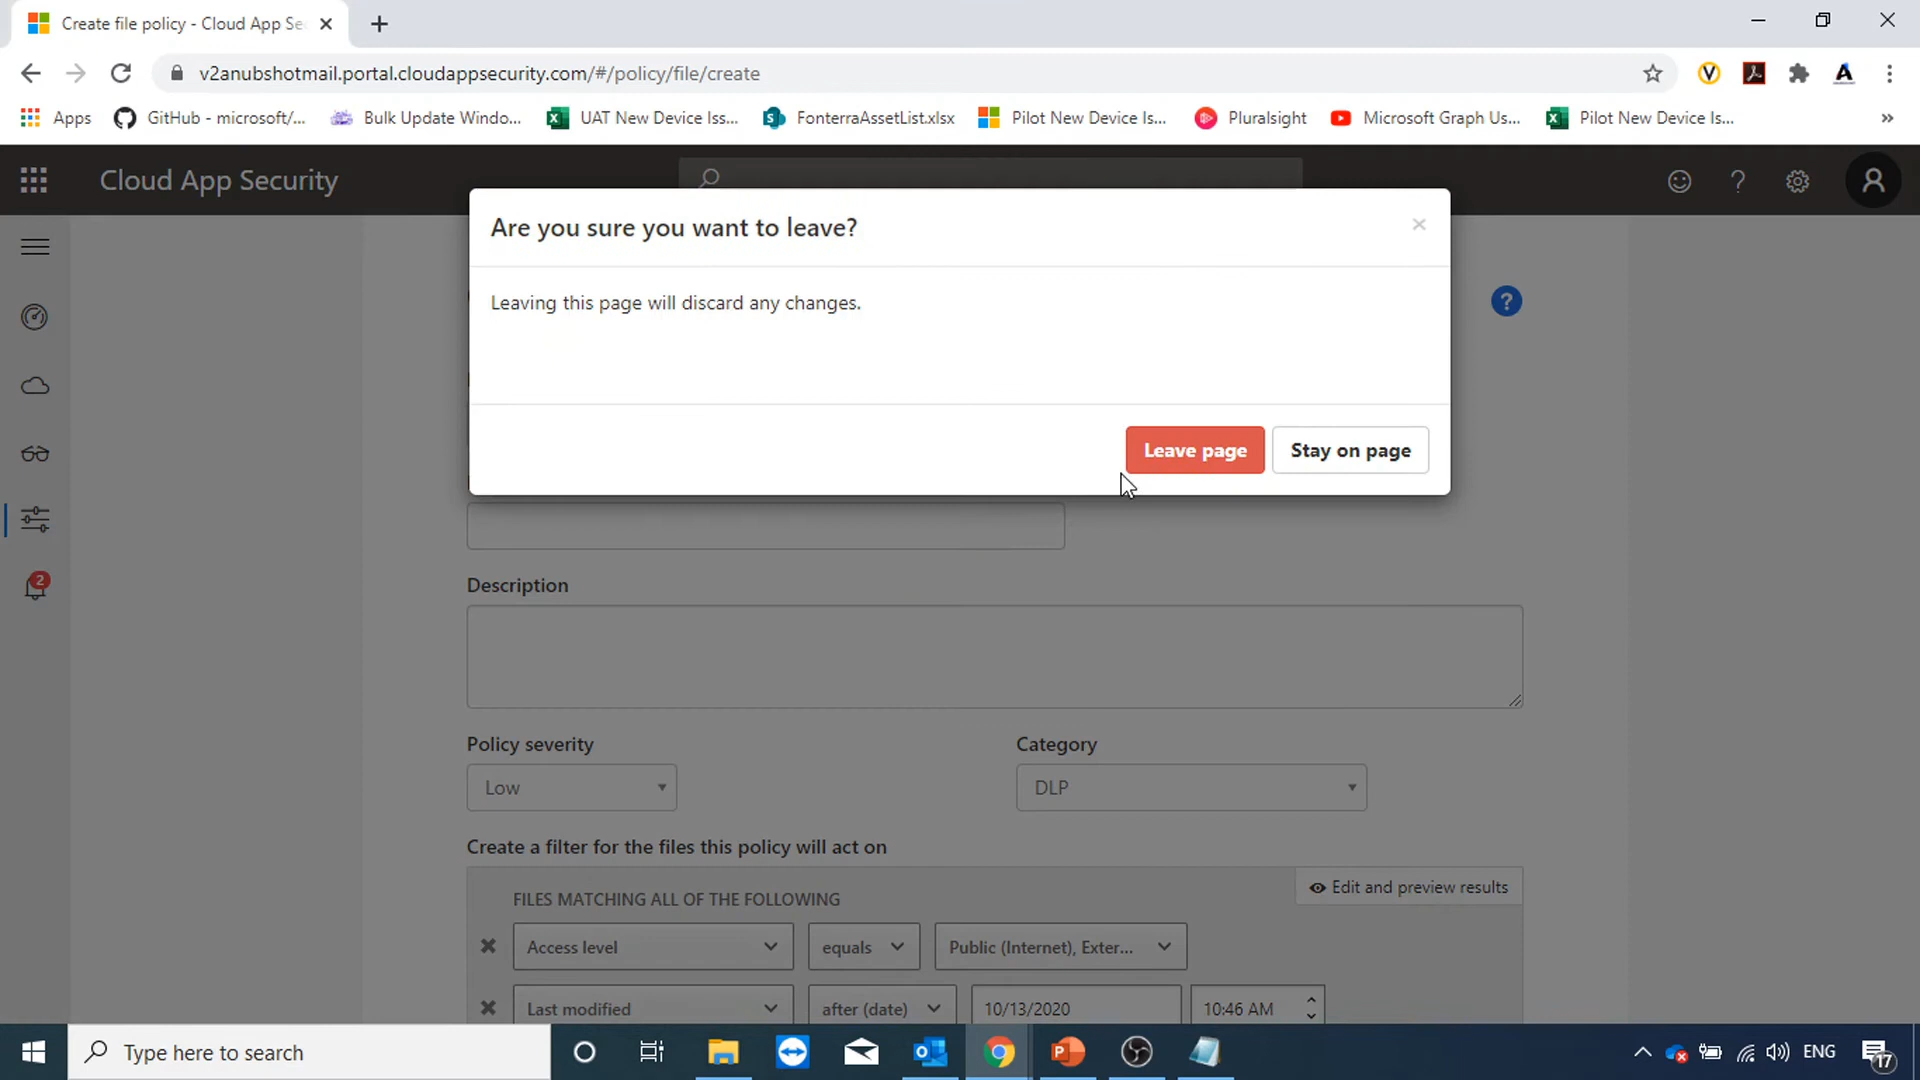 Create file policy - Cloud App Se
v2anubshotmail.portal.cloudappsecurity.com/#/policy/file/create
Apps
GitHub - microsoft/...
Bulk Update Windo...
UAT New Device Iss...
FonterraAssetList.xlsx
Pilot New Device Is...
Pluralsight
Microsoft Graph Us...
Pilot New Device Is...
»
Cloud App Security
Are you sure you want to leave?
Leaving this page will discard any changes.
Leave page
Stay on page
2
Description
Policy severity
Category
Low
DLP
Create a filter for the files this policy will act on
FILES MATCHING ALL OF THE FOLLOWING
Edit and preview results
Access level
equals
Public (Internet), Exter...
Last modified
after (date)
10/13/2020
10:46 AM
Type here to search
ENG
17